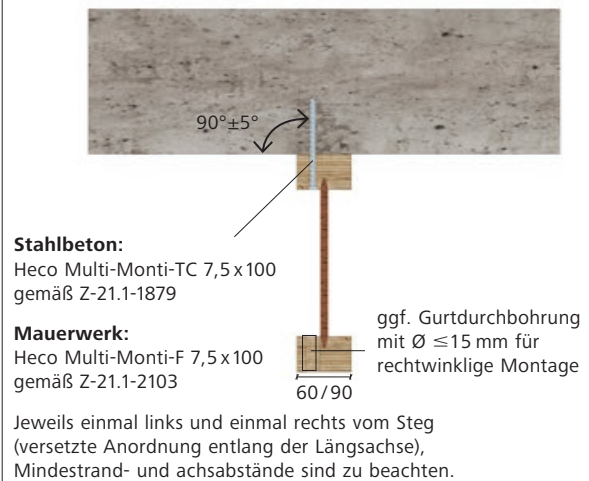 90°±5°
Stahlbeton:
Heco Multi-Monti-TC 7,5 x 100
gemäß Z-21.1-1879
Mauerwerk:
Heco Multi-Monti-F 7,5 x 100
gemäß Z-21.1-2103
ggf. Gurtdurchbohrung
mit Ø ≤15 mm für
rechtwinklige Montage
60/90
Jeweils einmal links und einmal rechts vom Steg
(versetzte Anordnung entlang der Längsachse),
Mindestrand- und achsabstände sind zu beachten.